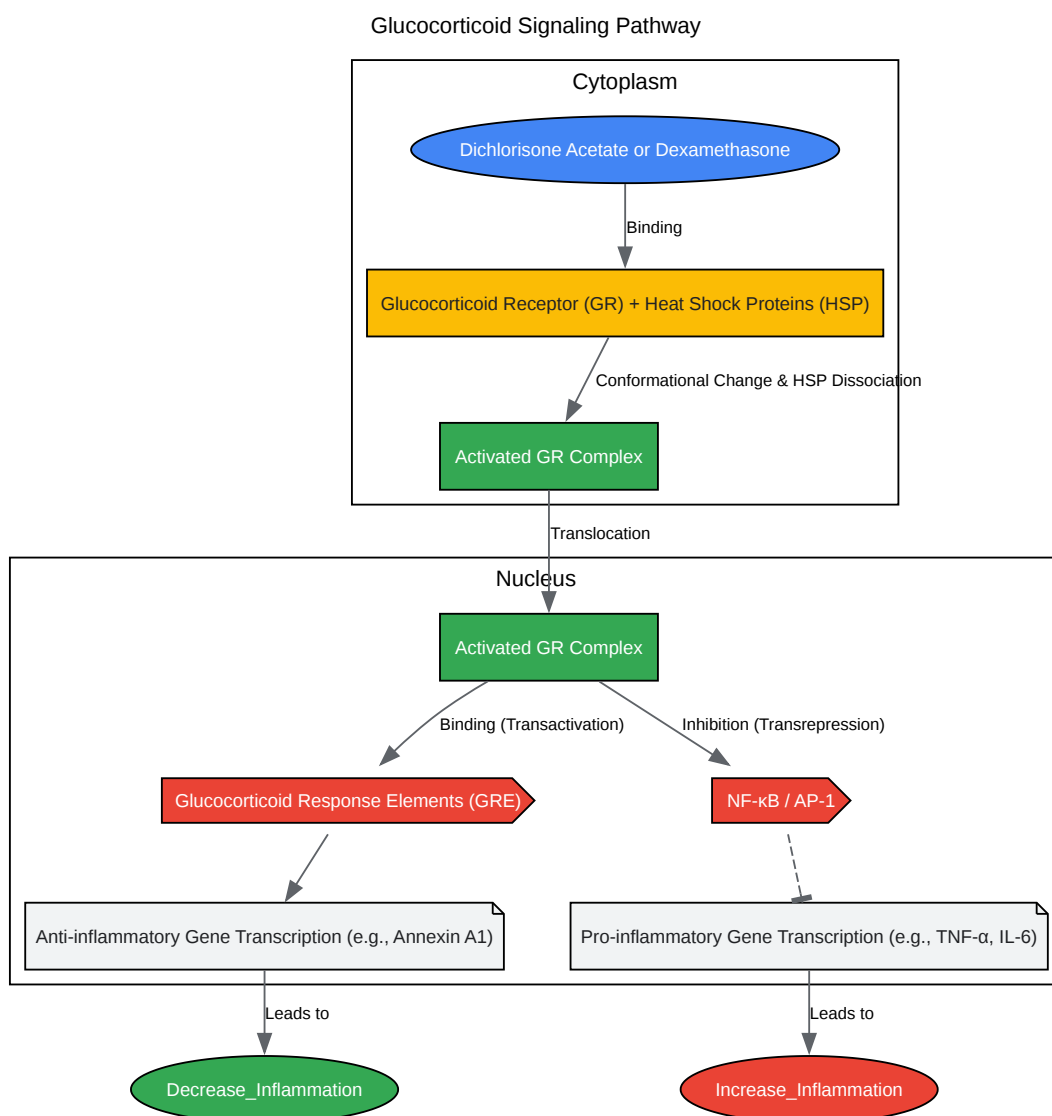 Glucocorticoid Signaling Pathway
Cytoplasm
Dichlorisone Acetate or Dexamethasone
Binding
Glucocorticoid Receptor (GR) + Heat Shock Proteins (HSP)
Conformational Change & HSP Dissociation
Activated GR Complex
Translocation
Nucleus
Activated GR Complex
Binding (Transactivation)
Inhibition (Transrepression)
Glucocorticoid Response Elements (GRE)
NF-κB / AP-1
Anti-inflammatory Gene Transcription (e.g., Annexin A1)
Pro-inflammatory Gene Transcription (e.g., TNF-α, IL-6)
Leads to
Leads to
Decrease_Inflammation
Increase_Inflammation